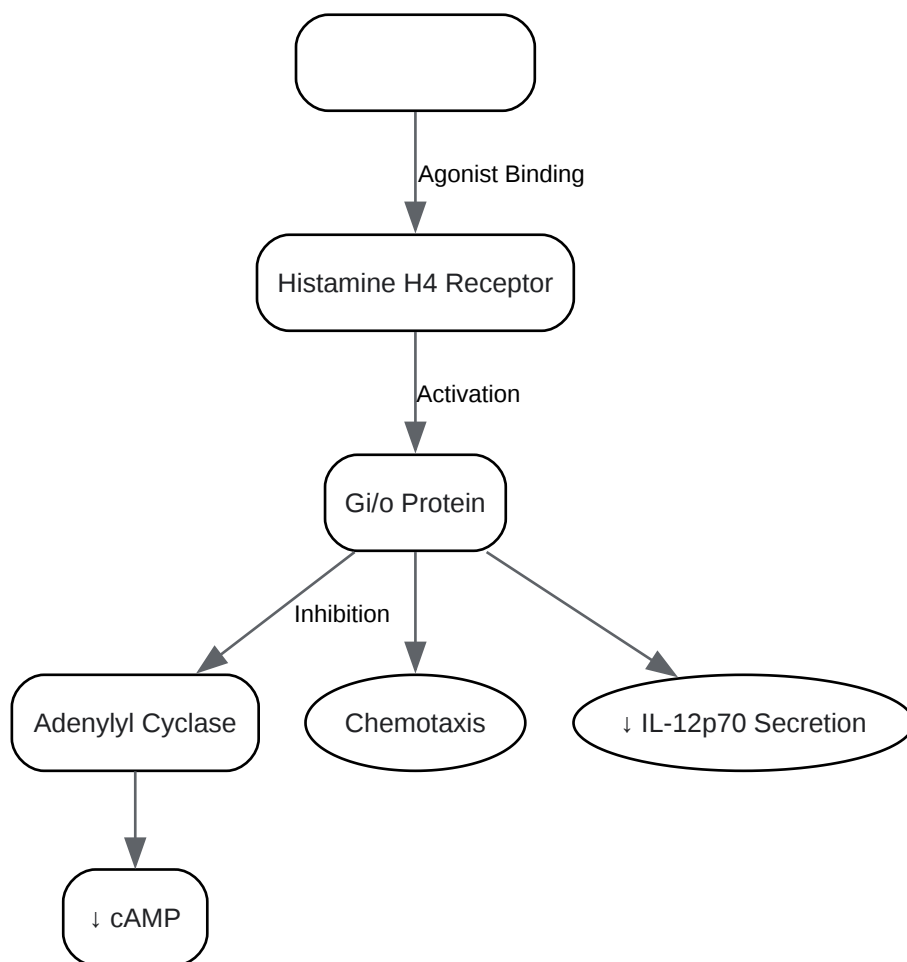 Agonist Binding
Histamine H4 Receptor
Activation
Gi/o Protein
Inhibition
Adenylyl Cyclase
Chemotaxis
↓ IL-12p70 Secretion
↓ cAMP